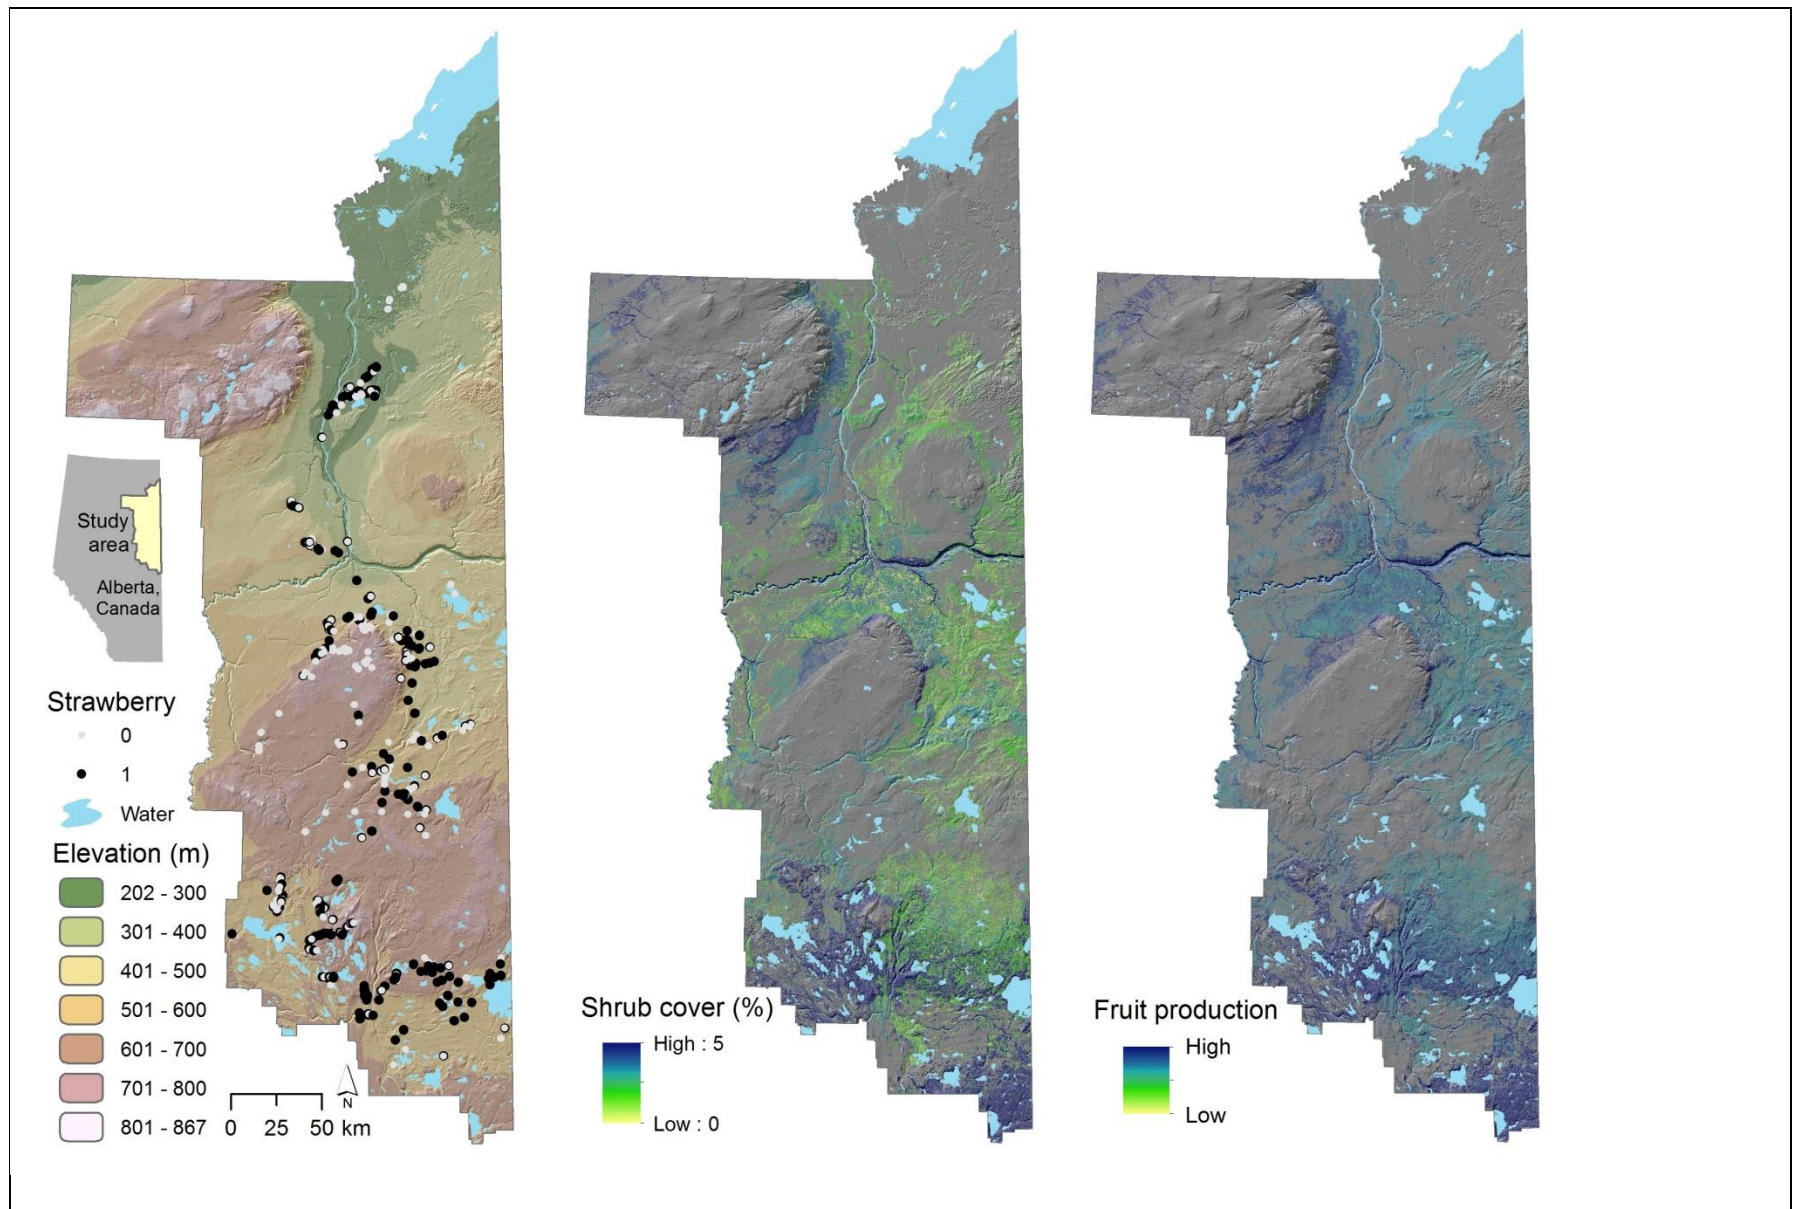 Study
area
Alberta,
Canada
Strawberry
0
1
Water
Elevation (m)
202 - 300
301 - 400
401 - 500
501 - 600
601 - 700
701 - 800
801 - 867
N
0 25 50 km
Shrub cover (%)
High : 5
Low : 0
Fruit production
High
Low